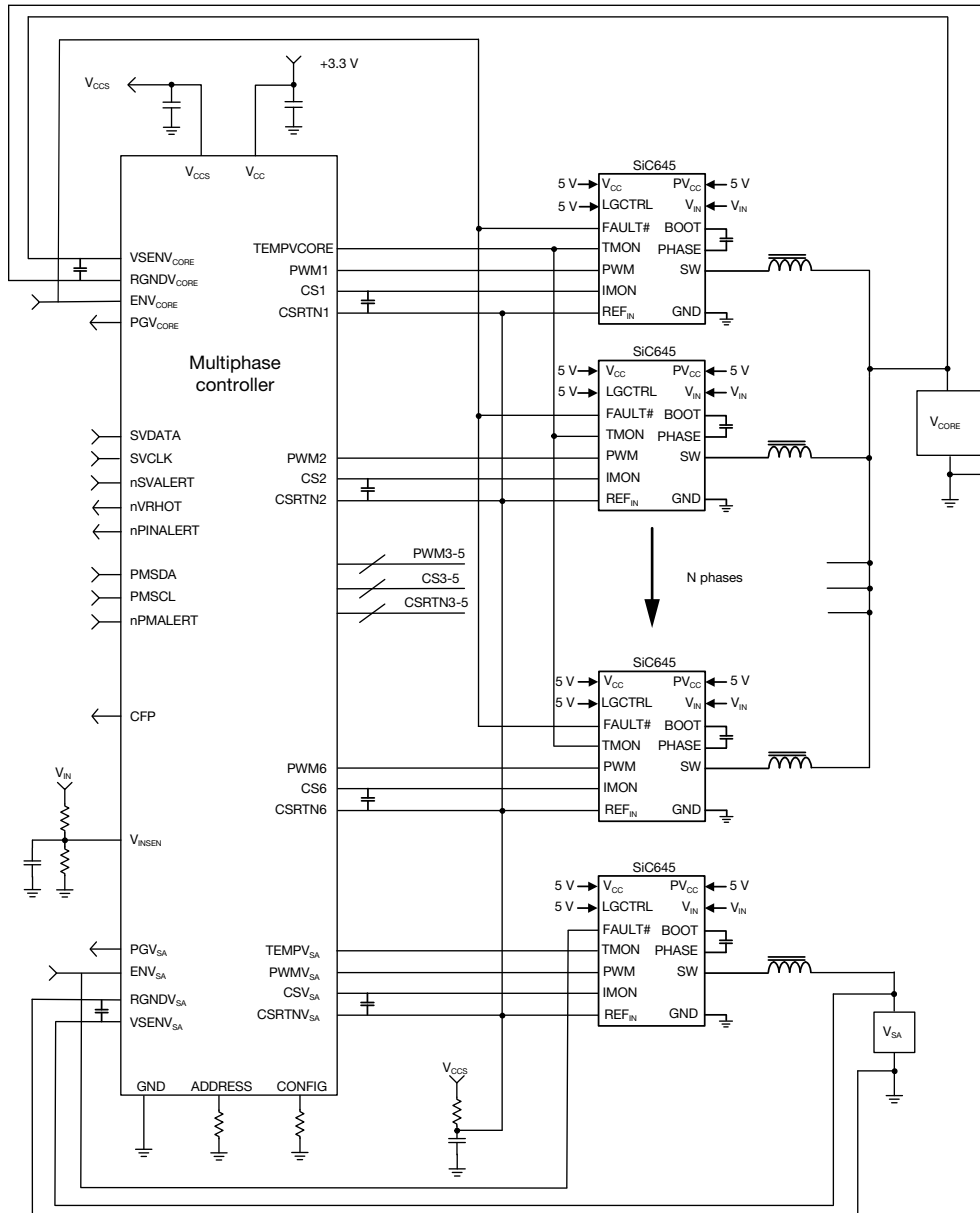 +3.3 V
V_CCS
V_CCS
V_CC
VSENV_CORE
RGNDV_CORE
ENV_CORE
PGV_CORE
Multiphase
controller
SVDATA
SVCLK
nSVALERT
nVRHOT
nPINALERT
PMSDA
PMSCL
nPMALERT
CFP
V_IN
V_INSEN
PGV_SA
ENV_SA
RGNDV_SA
VSENV_SA
GND
ADDRESS
CONFIG
TEMPVCORE
PWM1
CS1
CSRTN1
PWM2
CS2
CSRTN2
PWM3-5
CS3-5
CSRTN3-5
PWM6
CS6
CSRTN6
TEMPV_SA
PWMV_SA
CSV_SA
CSRTNV_SA
V_CCS
SiC645
5 V V_CC PV_CC 5 V
5 V LGCTRL V_IN V_IN
FAULT# BOOT
TMON PHASE
PWM SW
IMON
REF_IN GND
SiC645
5 V V_CC PV_CC 5 V
5 V LGCTRL V_IN V_IN
FAULT# BOOT
TMON PHASE
PWM SW
IMON
REF_IN GND
V_CORE
N phases
SiC645
5 V V_CC PV_CC 5 V
5 V LGCTRL V_IN V_IN
FAULT# BOOT
TMON PHASE
PWM SW
IMON
REF_IN GND
SiC645
5 V V_CC PV_CC 5 V
5 V LGCTRL V_IN V_IN
FAULT# BOOT
TMON PHASE
PWM SW
IMON
REF_IN GND
V_SA